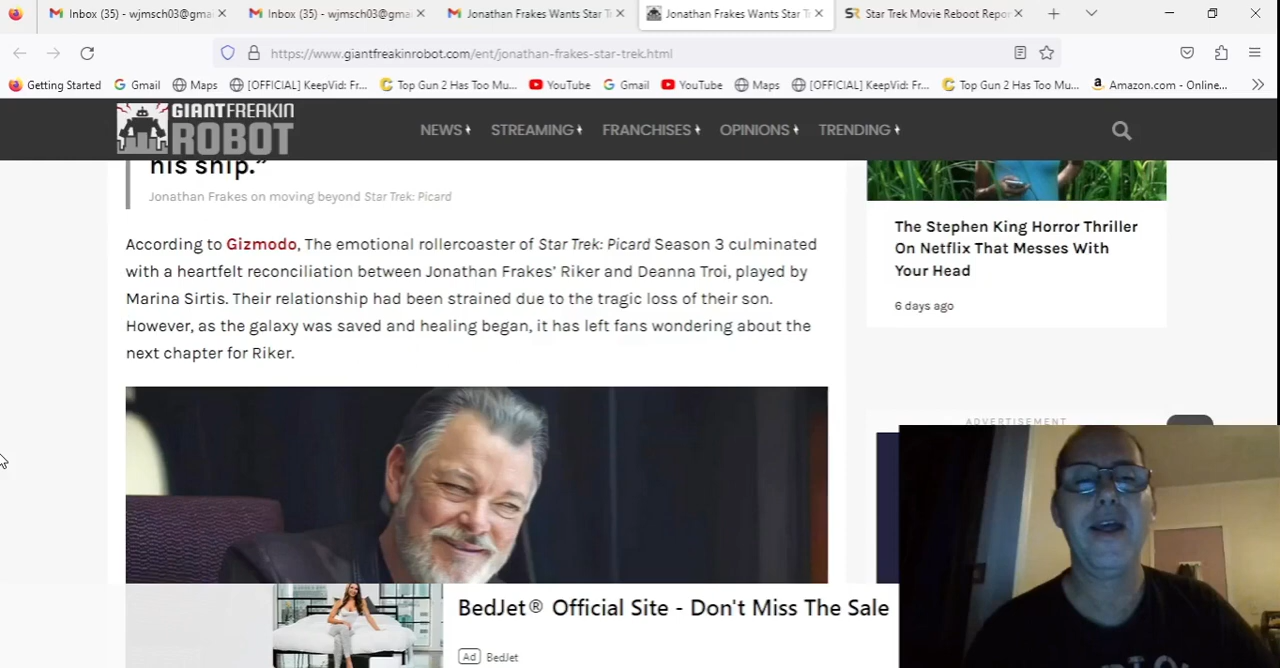 Inbox (35) - wjmsch03@gma
Inbox (35) - wjmsch03@gma
Jonathan Frakes Wants Star T
Jonathan Frakes Wants Star T
Star Trek Movie Reboot Repor
https://www.giantfreakinrobot.com/ent/jonathan-frakes-star-trek.html
Getting Started
Gmail
Maps
[OFFICIAL] KeepVid: Fr...
Top Gun 2 Has Too Mu...
YouTube
Gmail
YouTube
Maps
[OFFICIAL] KeepVid: Fr...
Top Gun 2 Has Too Mu...
Amazon.com - Online...
GIANTFREAKIN
ROBOT
NEWS
STREAMING
FRANCHISES
OPINIONS
TRENDING
his ship.”
Jonathan Frakes on moving beyond Star Trek: Picard
According to Gizmodo, The emotional rollercoaster of Star Trek: Picard Season 3 culminated
with a heartfelt reconciliation between Jonathan Frakes’ Riker and Deanna Troi, played by
Marina Sirtis. Their relationship had been strained due to the tragic loss of their son.
However, as the galaxy was saved and healing began, it has left fans wondering about the
next chapter for Riker.
The Stephen King Horror Thriller
On Netflix That Messes With
Your Head
6 days ago
ADVERTISEMENT
BedJet® Official Site - Don't Miss The Sale
Ad BedJet